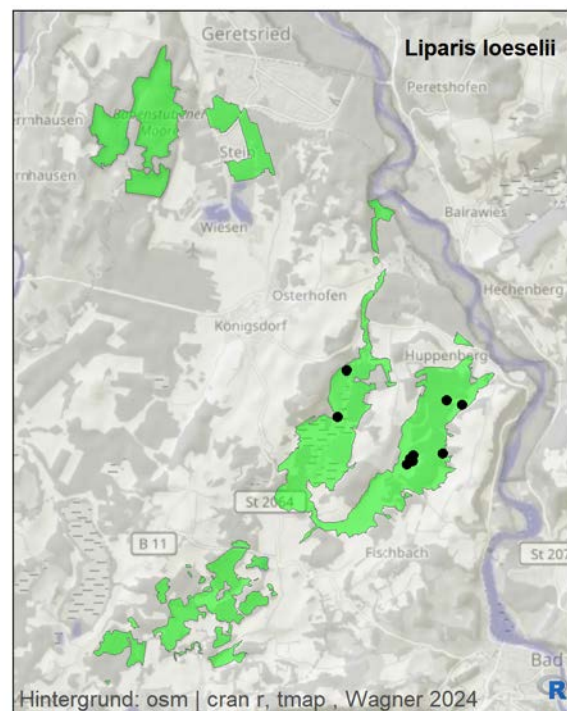 Geretsried
Liparis loeselii
Peretshofen
Babenstubener
Moore
rrnhausen
Stein
rnhausen
Wiesen
Bairawies
Osterhofen
Hechenberg
Königsdorf
Huppenberg
St 2064
B 11
Fischbach
St 207
Bad
Hintergrund: osm | cran r, tmap , Wagner 2024
R